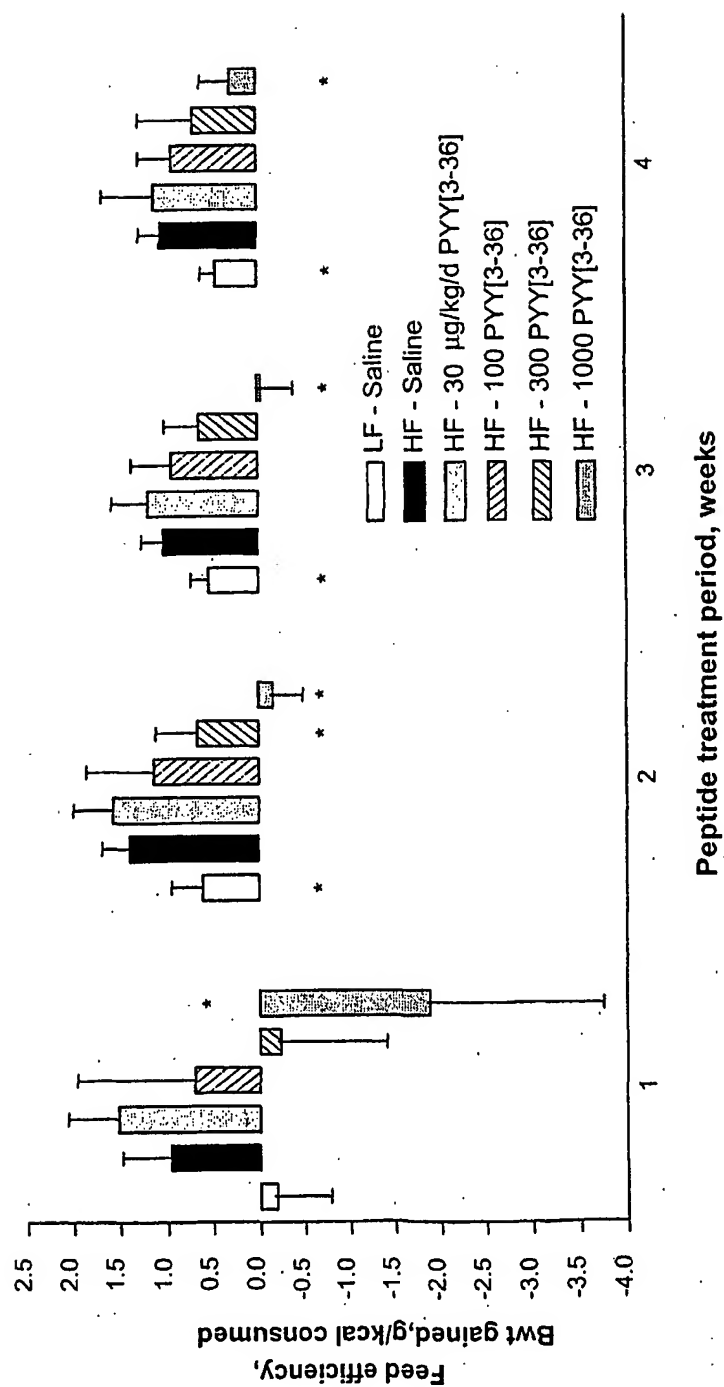 Feed efficiency,
Bwt gained,g/kcal consumed
2.5
2.0
1.5
1.0
0.5
0.0
-0.5
-1.0
-1.5
-2.0
-2.5
-3.0
-3.5
-4.0
*
*
*
*
*
*
*
*
LF - Saline
HF - Saline
HF - 30 µg/kg/d PYY[3-36]
HF - 100 PYY[3-36]
HF - 300 PYY[3-36]
HF - 1000 PYY[3-36]
1
2
3
4
Peptide treatment period, weeks